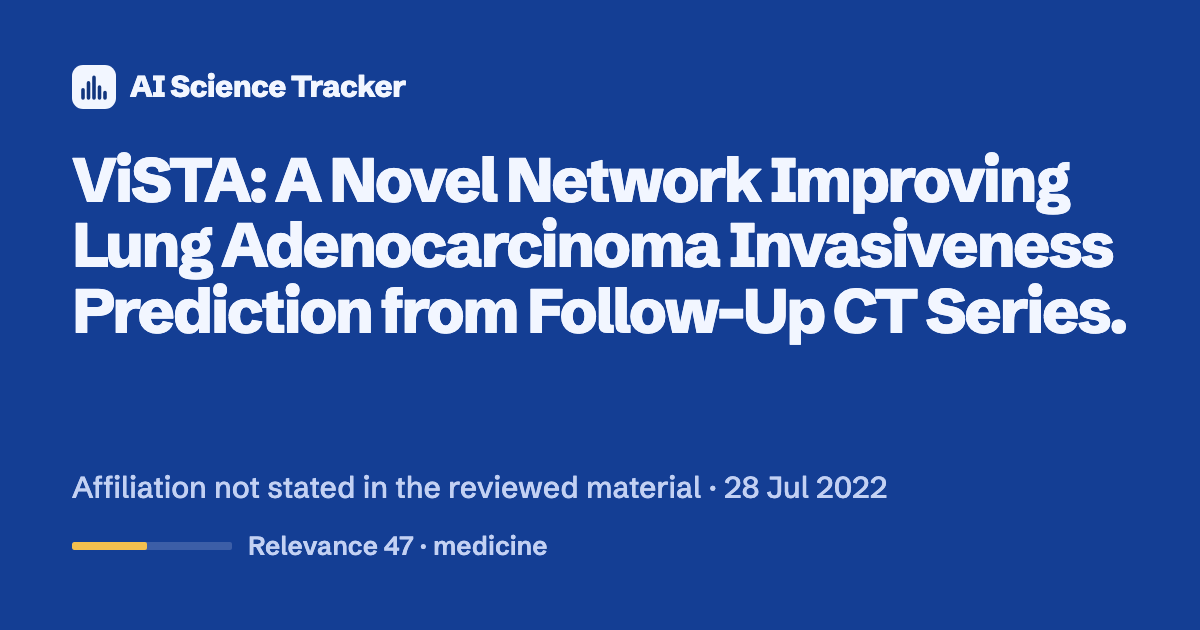 AI Science Tracker
ViSTA: A Novel Network Improving
Lung Adenocarcinoma Invasiveness
Prediction from Follow-Up CT Series.
Affiliation not stated in the reviewed material · 28 Jul 2022
Relevance 47 · medicine